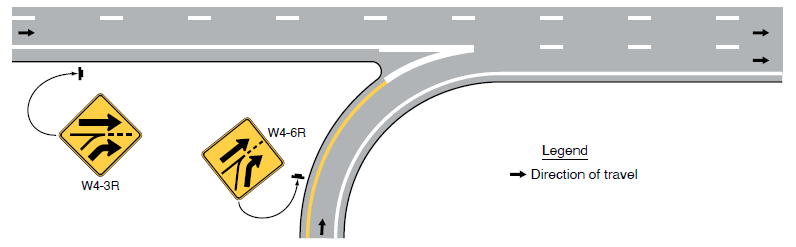 W4-6R
W4-3R
Legend
Direction of travel